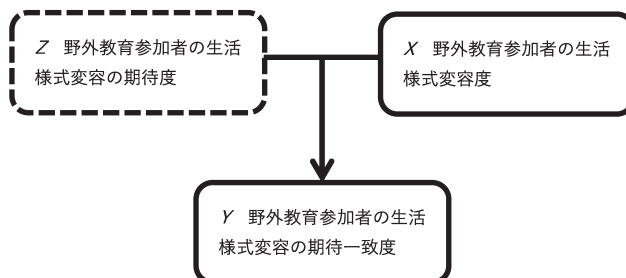 Z 野外教育参加者の生活
様式変容の期待度
X 野外教育参加者の生活
様式変容度
Y 野外教育参加者の生活
様式変容の期待一致度